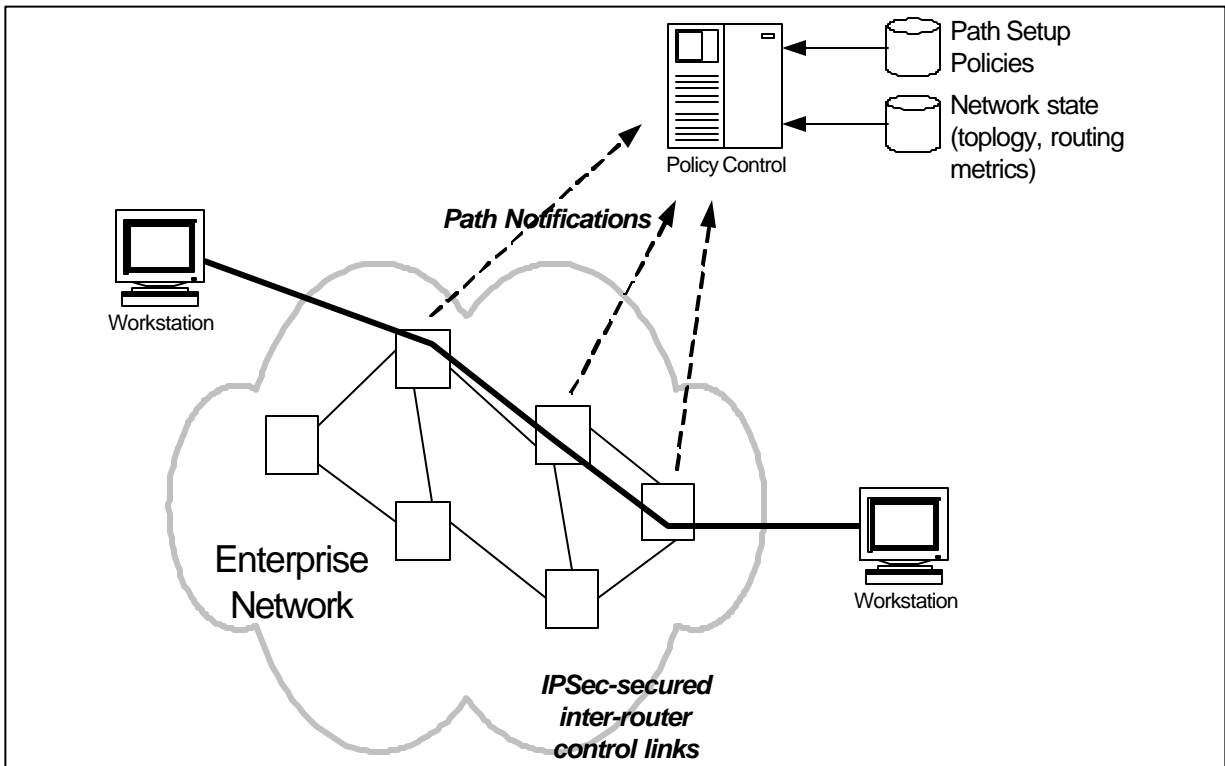 Path Setup
Policies
Network state
(toplogy, routing
metrics)
Policy Control
Path Notifications
Workstation
Enterprise
Network
Workstation
IPSec-secured
inter-router
control links